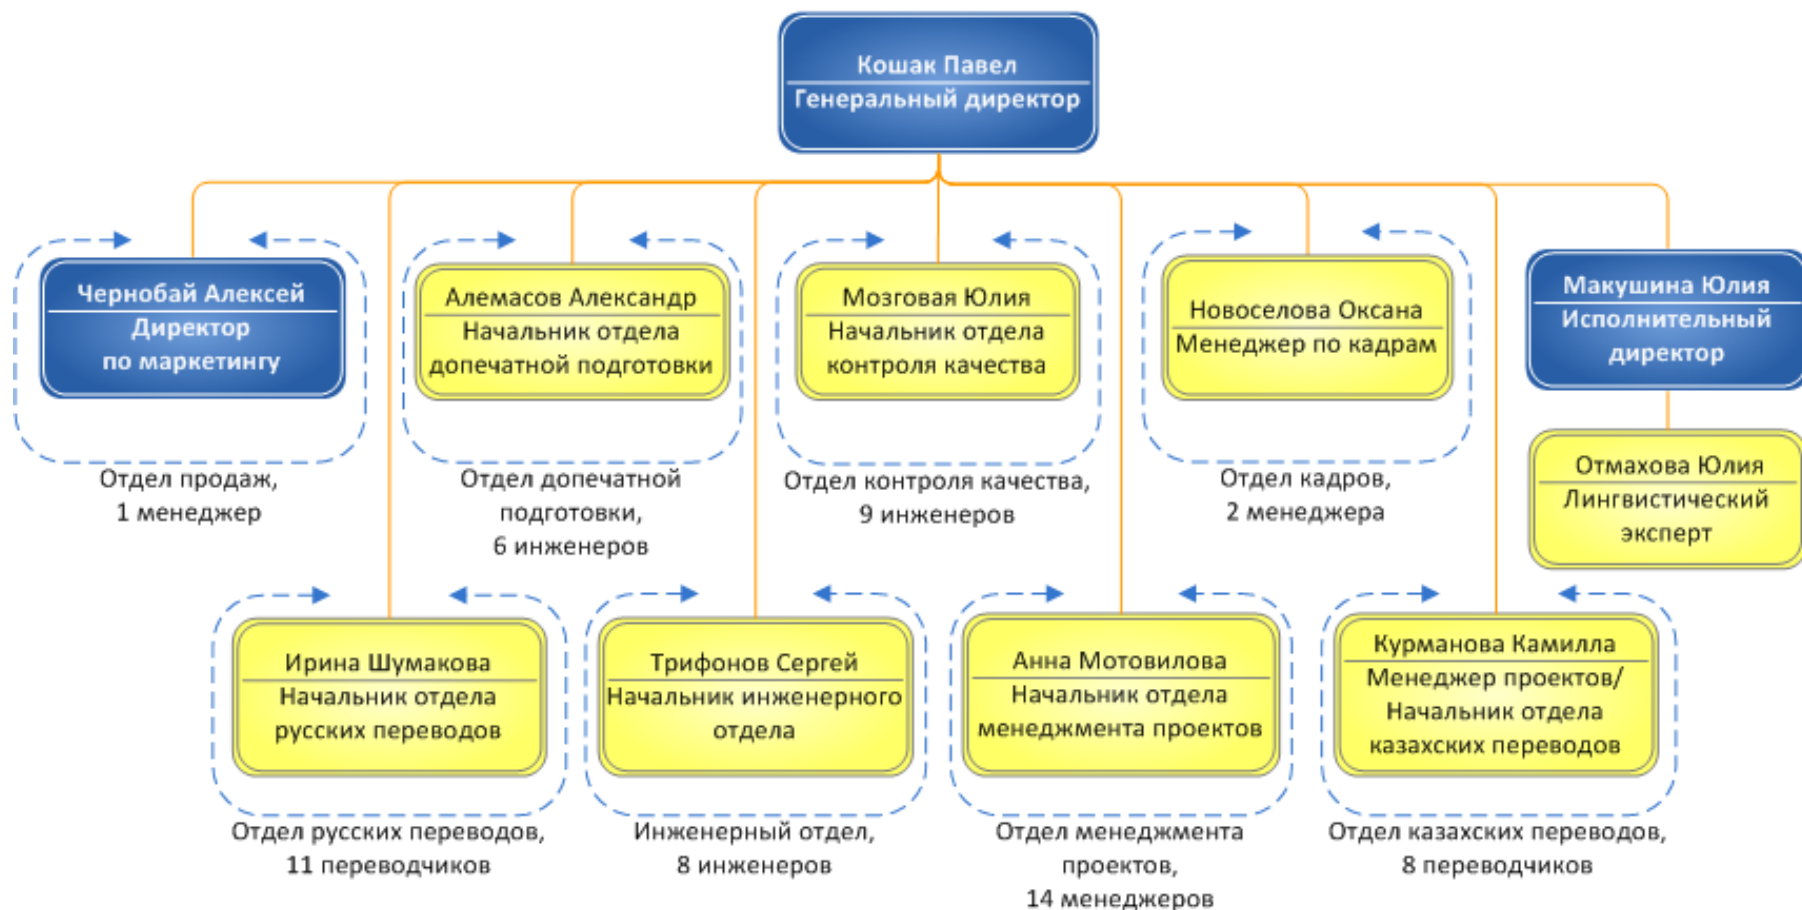 Кошак Павел
Генеральный директор
Чернобай Алексей
Директор
по маркетингу
Отдел продаж,
1 менеджер
Алемасов Александр
Начальник отдела
допечатной подготовки
Отдел допечатной
подготовки,
6 инженеров
Мозговая Юлия
Начальник отдела
контроля качества
Отдел контроля качества,
9 инженеров
Новоселова Оксана
Менеджер по кадрам
Отдел кадров,
2 менеджера
Макушина Юлия
Исполнительный
директор
Отмахова Юлия
Лингвистический
эксперт
Ирина Шумакова
Начальник отдела
русских переводов
Отдел русских переводов,
11 переводчиков
Трифонов Сергей
Начальник инженерного
отдела
Инженерный отдел,
8 инженеров
Анна Мотовилова
Начальник отдела
менеджмента проектов
Отдел менеджмента
проектов,
14 менеджеров
Курманова Камилла
Менеджер проектов/
Начальник отдела
казахских переводов
Отдел казахских переводов,
8 переводчиков